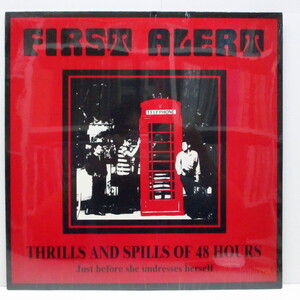 FIRST ALERT
TELEPHONE
THRILLS AND SPILLS OF 48 HOURS
Just before she undresses herself